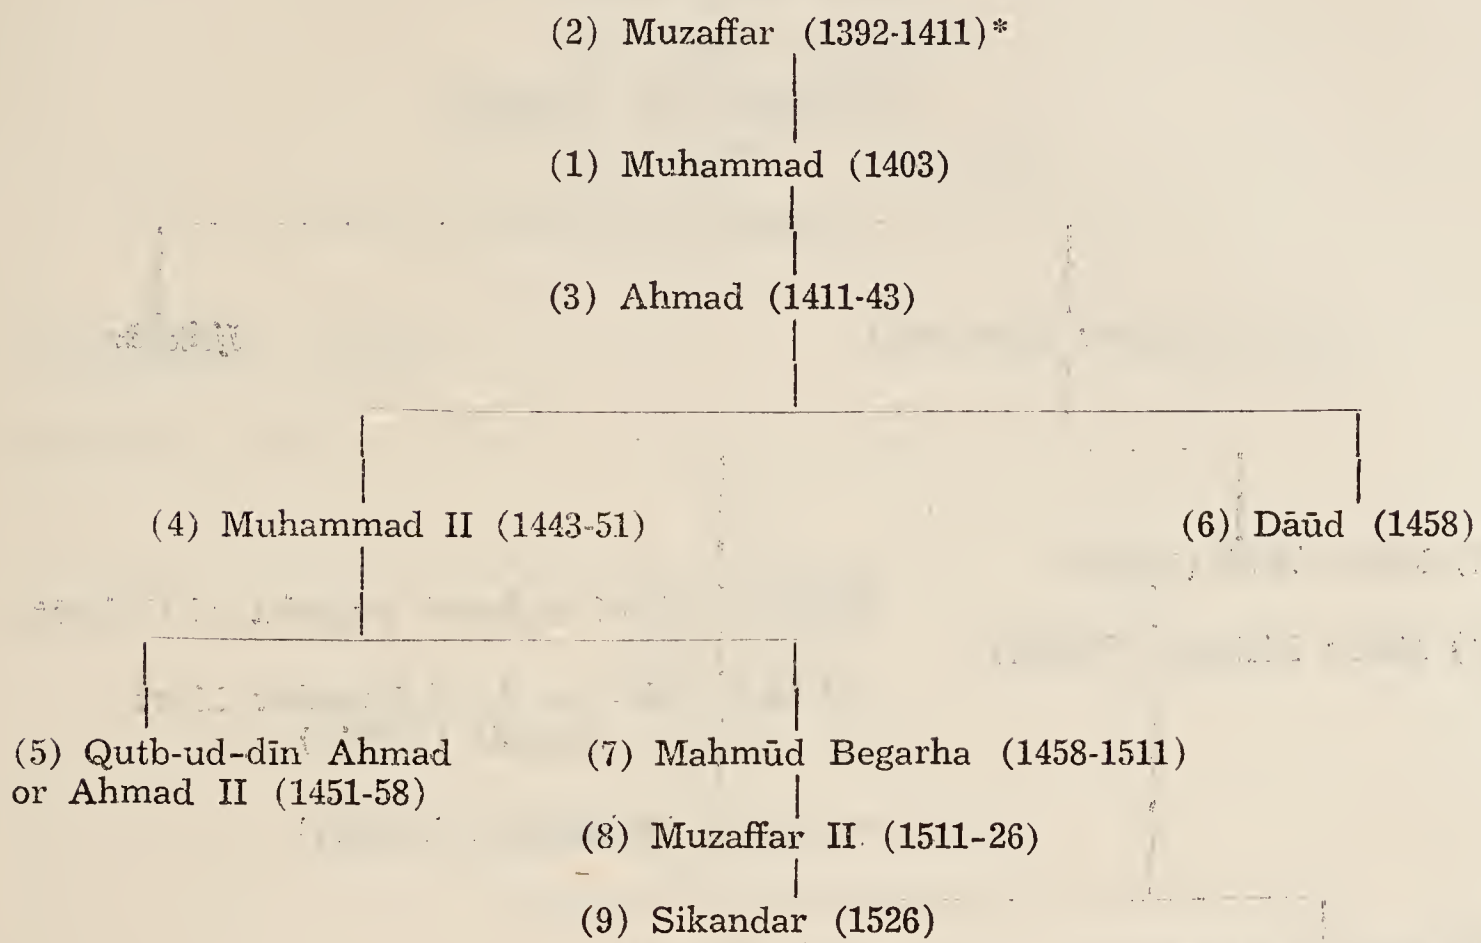 (2) Muzaffar (1392-1411)*
(1) Muhammad (1403)
(3) Ahmad (1411-43)
(4) Muhammad II (1443-51)
(6) Dāūd (1458)
(5) Qutb-ud-dīn Ahmad
or Ahmad II (1451-58)
(7) Mahmūd Begarha (1458-1511)
(8) Muzaffar II (1511-26)
(9) Sikandar (1526)